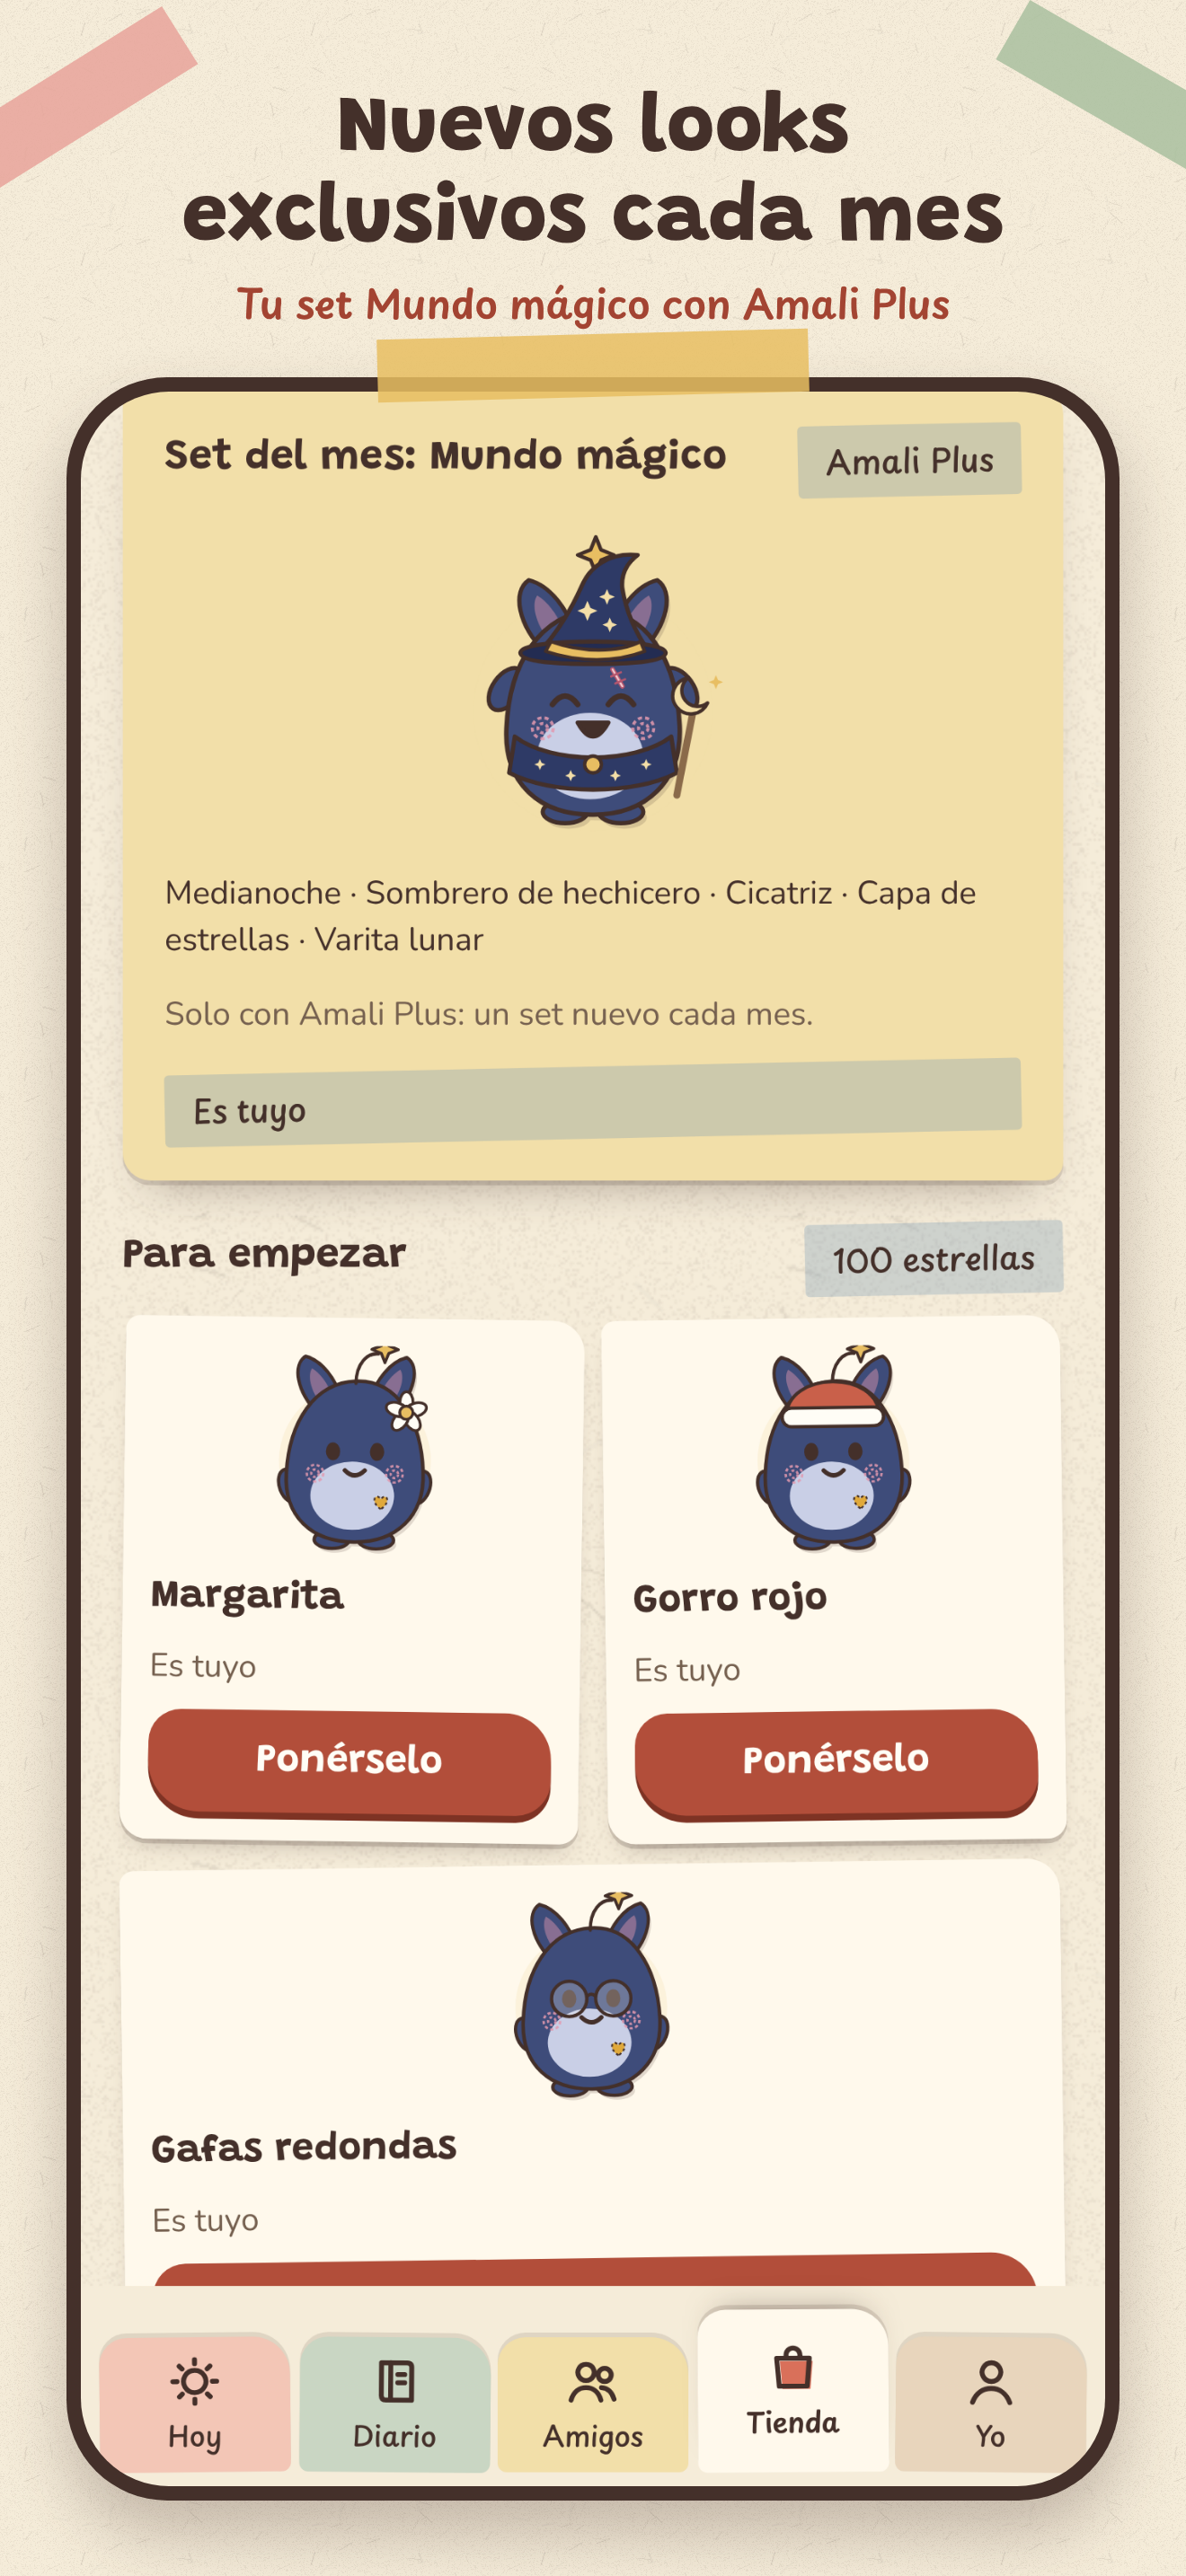 Nuevos looks
exclusivos cada mes
Tu set Mundo mágico con Amali Plus
Set del mes: Mundo mágico
Amali Plus
Medianoche · Sombrero de hechicero · Cicatriz · Capa de
estrellas · Varita lunar
Solo con Amali Plus: un set nuevo cada mes.
Es tuyo
Para empezar
100 estrellas
Margarita
Es tuyo
Ponérselo
Gorro rojo
Es tuyo
Ponérselo
Gafas redondas
Es tuyo
Hoy
Diario
Amigos
Tienda
Yo